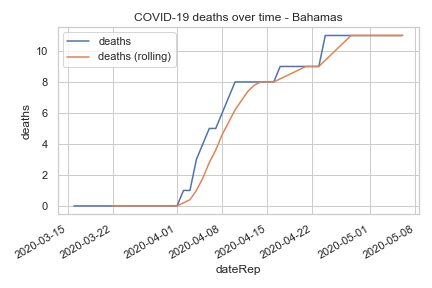 COVID-19 deaths over time - Bahamas
deaths
deaths (rolling)
deaths
10
8
6
4
2
0
2020-03-15
2020-03-22
2020-04-01
2020-04-08
2020-04-15
2020-04-22
2020-05-01
2020-05-08
dateRep